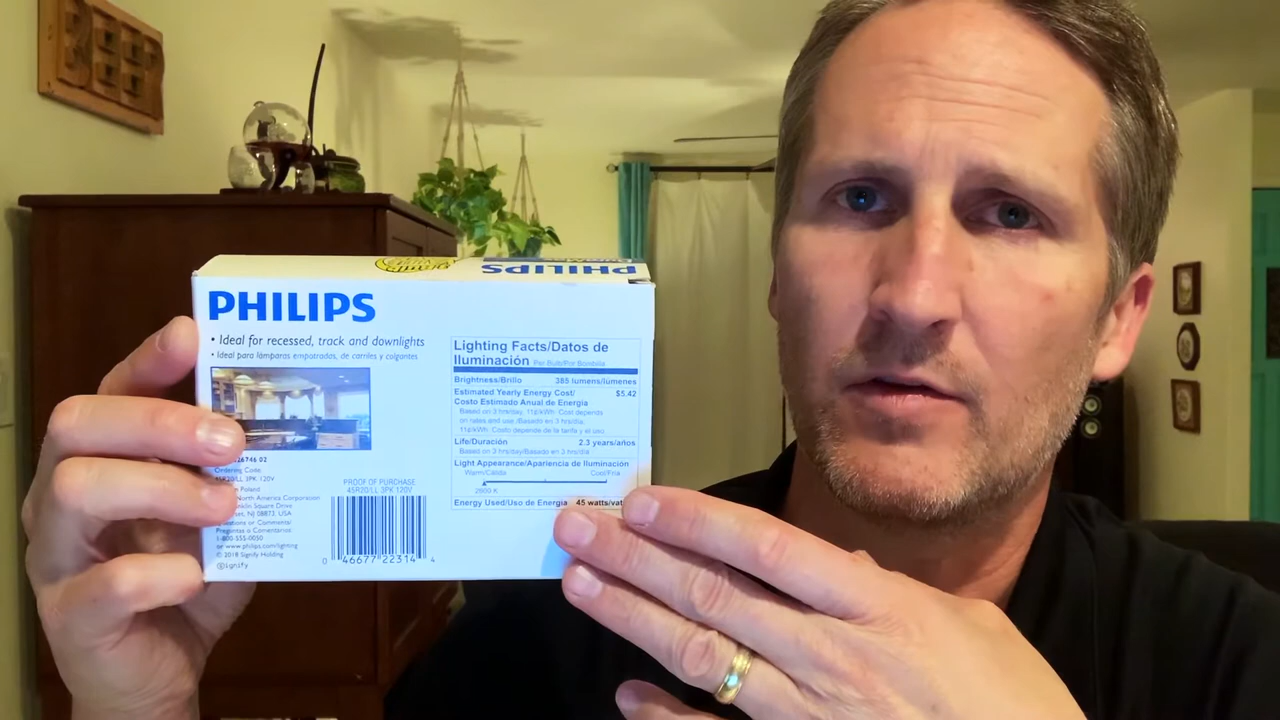 PHILIPS
PHILIPS
• Ideal for recessed, track and downlights
• Ideal para lámparas empotradas, de carriles y colgantes
Lighting Facts/Datos de
Iluminación Per Bulb/Por Bombilla
Brightness/Brillo 385 lumens/lúmenes
Estimated Yearly Energy Cost/ $5.42
Costo Estimado Anual de Energía
Based on 3 hrs/day, 11¢/kWh. Cost depends
on rates and use./Basado en 3 hrs/día,
11¢/kWh. Costo depende de la tarifa y el uso.
Life/Duración 2.3 years/años
Based on 3 hrs/day/Basado en 3 hrs/día
Light Appearance/Apariencia de Iluminación
Warm/Cálida Cool/Fría
2600 K
Energy Used/Uso de Energía 45 watts/vat
26746 02
Ordering Code
45R20/LL 3PK 120V
Poland
North America Corporation
Square Drive
NJ 08873, USA
Questions or Comments/
Preguntas o Comentarios
1-800-555-0050
or www.philips.com/lighting
© 2018 Signify Holding
Signify
PROOF OF PURCHASE
45R20/LL 3PK 120V
0 46677 22314 4